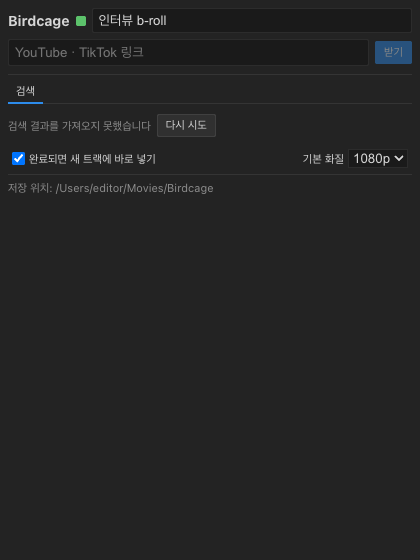 Birdcage 인터뷰 b-roll
YouTube · TikTok 링크 받기
검색
검색 결과를 가져오지 못했습니다 다시 시도
완료되면 새 트랙에 바로 넣기 기본 화질 1080p
저장 위치: /Users/editor/Movies/Birdcage